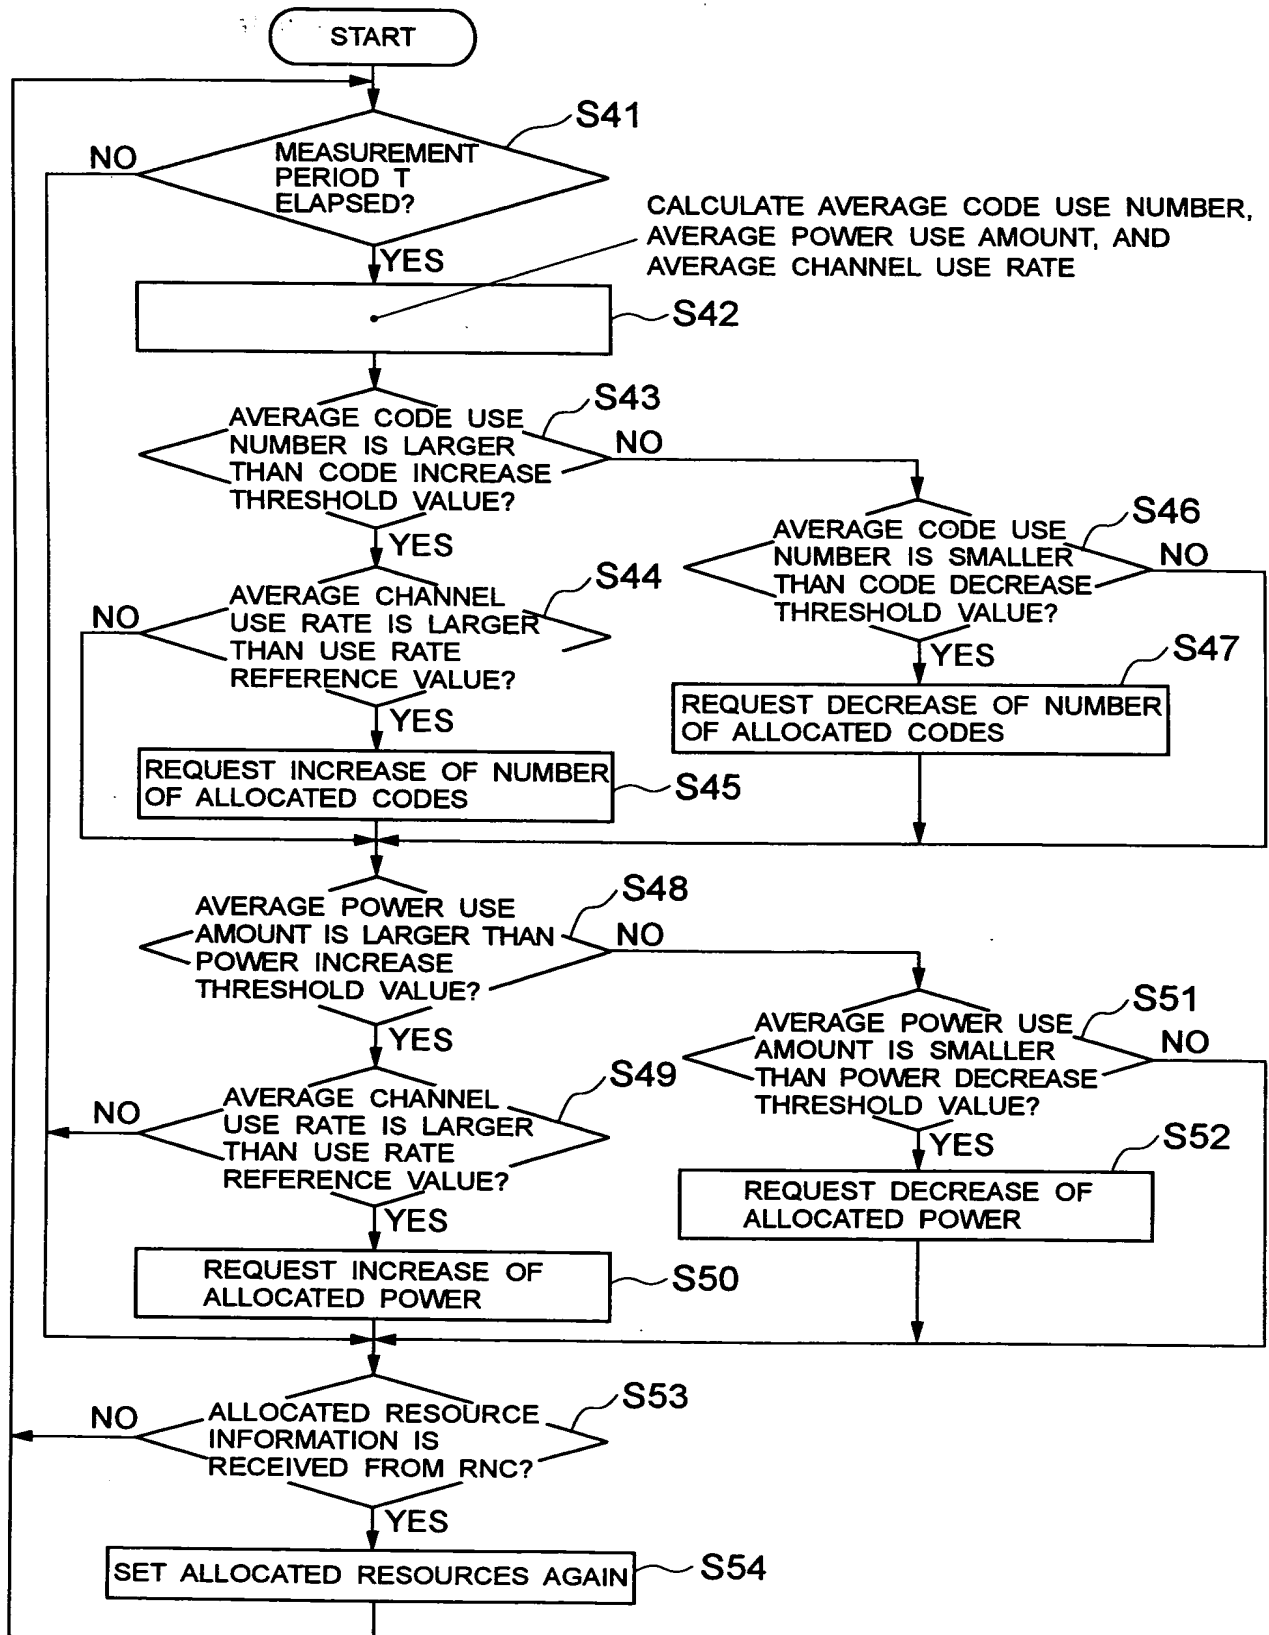 START
S41
NO
MEASUREMENT
PERIOD T
ELAPSED?
CALCULATE AVERAGE CODE USE NUMBER,
AVERAGE POWER USE AMOUNT, AND
AVERAGE CHANNEL USE RATE
YES
S42
S43
AVERAGE CODE USE
NUMBER IS LARGER
THAN CODE INCREASE
THRESHOLD VALUE?
NO
YES
S46
AVERAGE CODE USE
NUMBER IS SMALLER
THAN CODE DECREASE
THRESHOLD VALUE?
NO
YES
S44
AVERAGE CHANNEL
USE RATE IS LARGER
THAN USE RATE
REFERENCE VALUE?
NO
YES
S47
REQUEST DECREASE OF NUMBER
OF ALLOCATED CODES
REQUEST INCREASE OF NUMBER
OF ALLOCATED CODES
S45
S48
AVERAGE POWER USE
AMOUNT IS LARGER THAN
POWER INCREASE
THRESHOLD VALUE?
NO
YES
S51
AVERAGE POWER USE
AMOUNT IS SMALLER
THAN POWER DECREASE
THRESHOLD VALUE?
NO
YES
S49
AVERAGE CHANNEL
USE RATE IS LARGER
THAN USE RATE
REFERENCE VALUE?
NO
YES
S52
REQUEST DECREASE OF
ALLOCATED POWER
REQUEST INCREASE OF
ALLOCATED POWER
S50
S53
NO
ALLOCATED RESOURCE
INFORMATION IS
RECEIVED FROM RNC?
YES
SET ALLOCATED RESOURCES AGAIN
S54